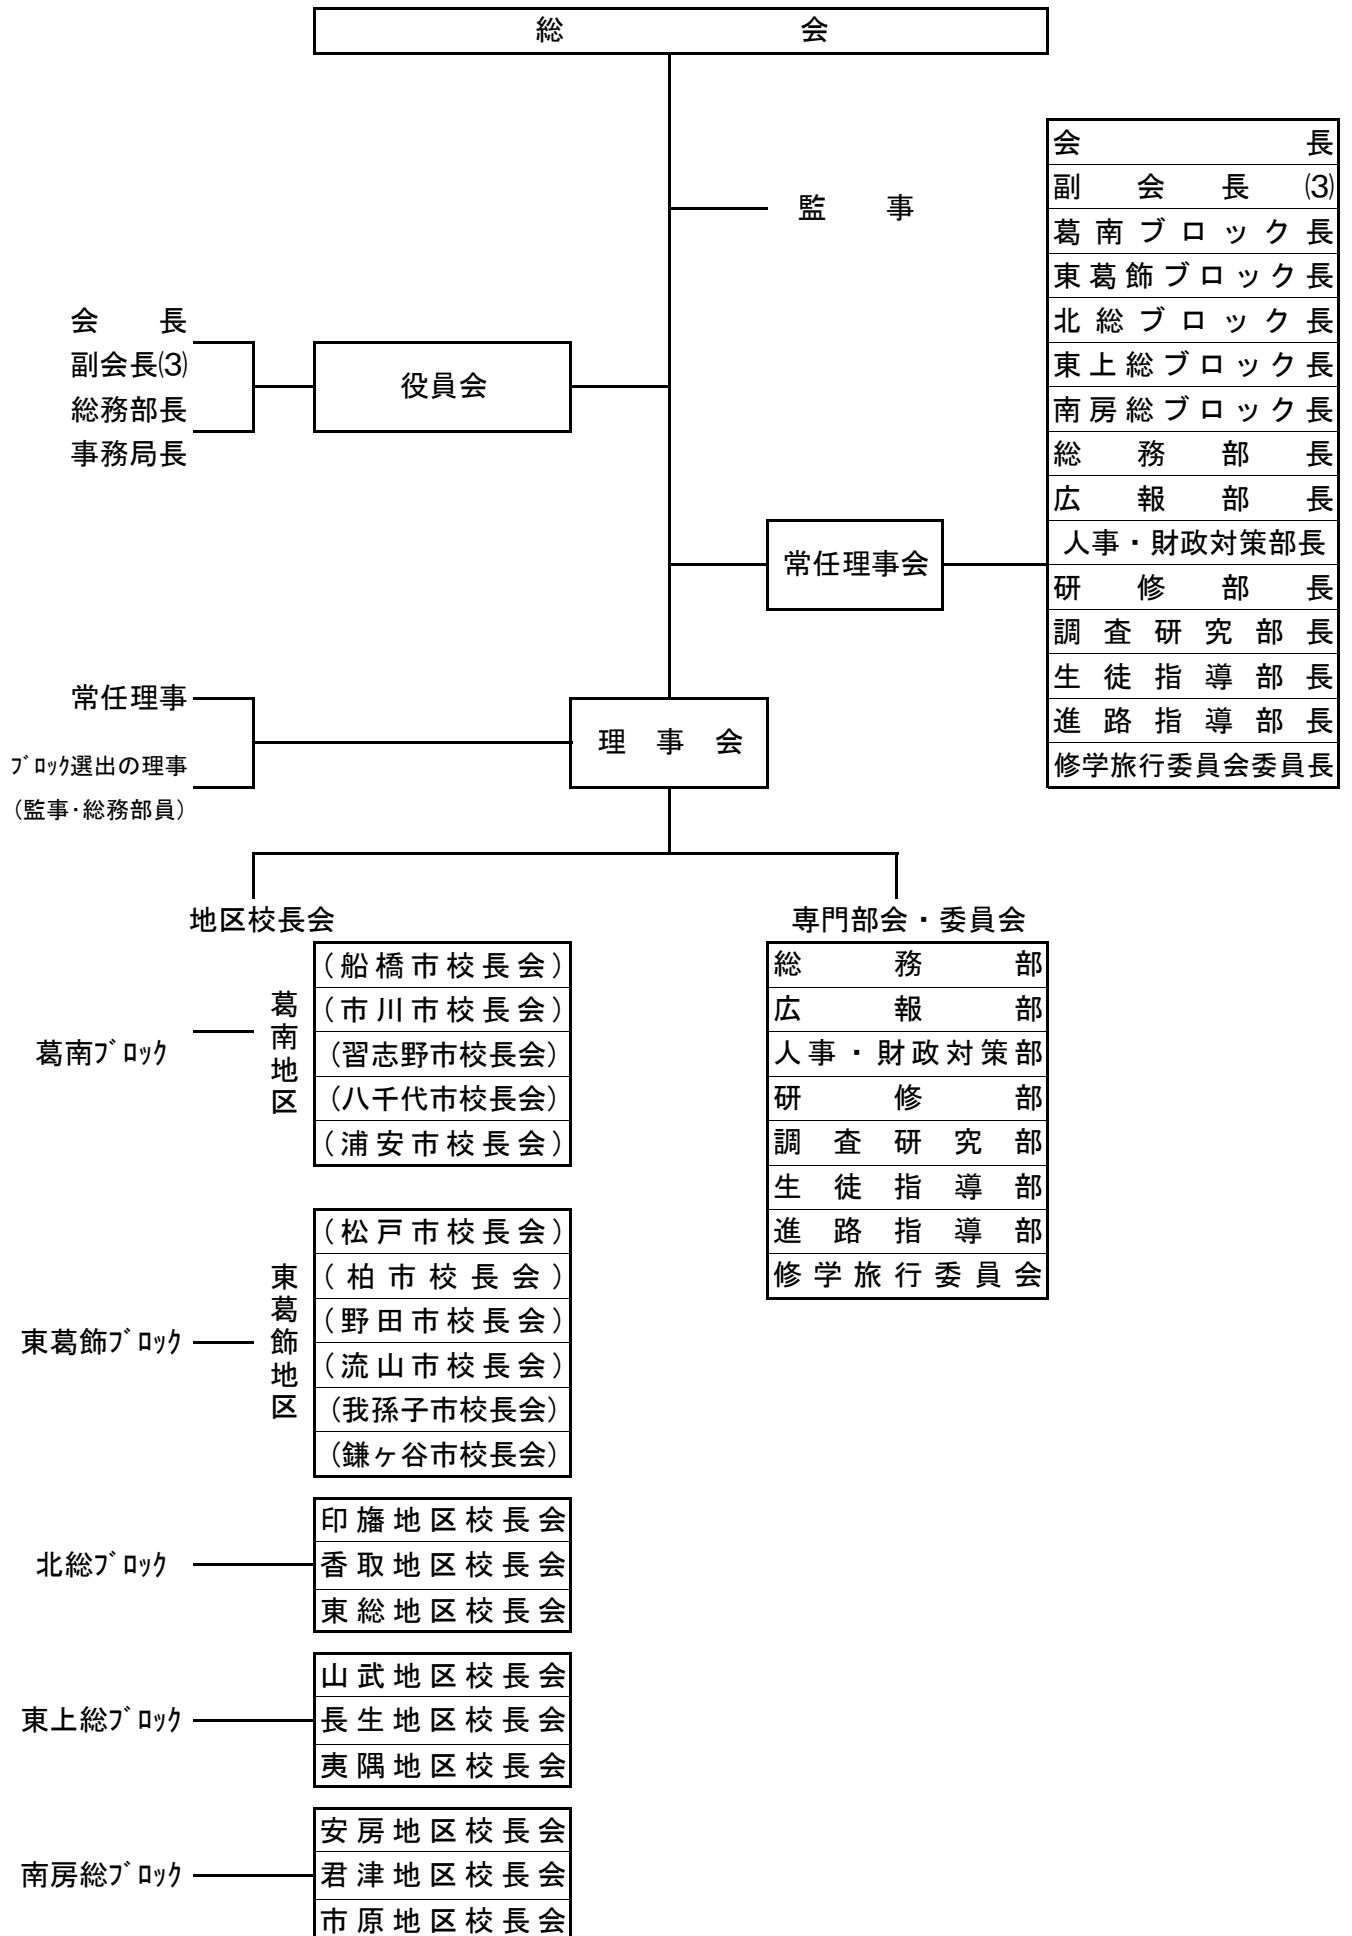 総会
監事
会長
副会長⑶
総務部長
事務局長
役員会
常任理事会
会長
副会長⑶
葛南ブロック長
東葛飾ブロック長
北総ブロック長
東上総ブロック長
南房総ブロック長
総務部長
広報部長
人事・財政対策部長
研修部長
調査研究部長
生徒指導部長
進路指導部長
修学旅行委員会委員長
常任理事
ﾌﾞﾛｯｸ選出の理事
(監事･総務部員)
理事会
地区校長会
葛南ﾌﾞﾛｯｸ
葛南地区
(船橋市校長会)
(市川市校長会)
(習志野市校長会)
(八千代市校長会)
(浦安市校長会)
東葛飾ﾌﾞﾛｯｸ
東葛飾地区
(松戸市校長会)
(柏市校長会)
(野田市校長会)
(流山市校長会)
(我孫子市校長会)
(鎌ヶ谷市校長会)
北総ﾌﾞﾛｯｸ
印旛地区校長会
香取地区校長会
東総地区校長会
東上総ﾌﾞﾛｯｸ
山武地区校長会
長生地区校長会
夷隅地区校長会
南房総ﾌﾞﾛｯｸ
安房地区校長会
君津地区校長会
市原地区校長会
専門部会・委員会
総務部
広報部
人事・財政対策部
研修部
調査研究部
生徒指導部
進路指導部
修学旅行委員会